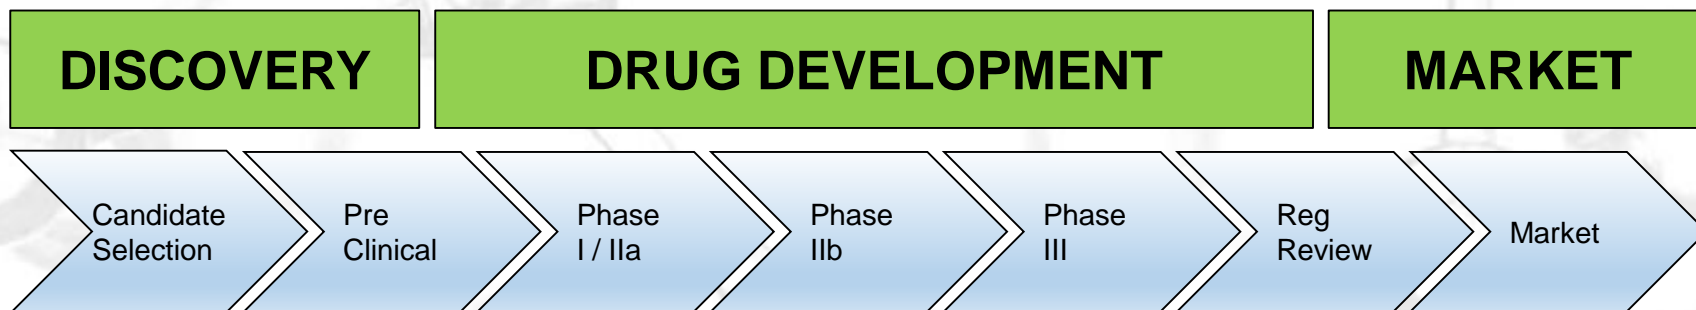 DISCOVERY
DRUG DEVELOPMENT
MARKET
Candidate
Selection
Pre
Clinical
Phase
I / IIa
Phase
IIb
Phase
III
Reg
Review
Market